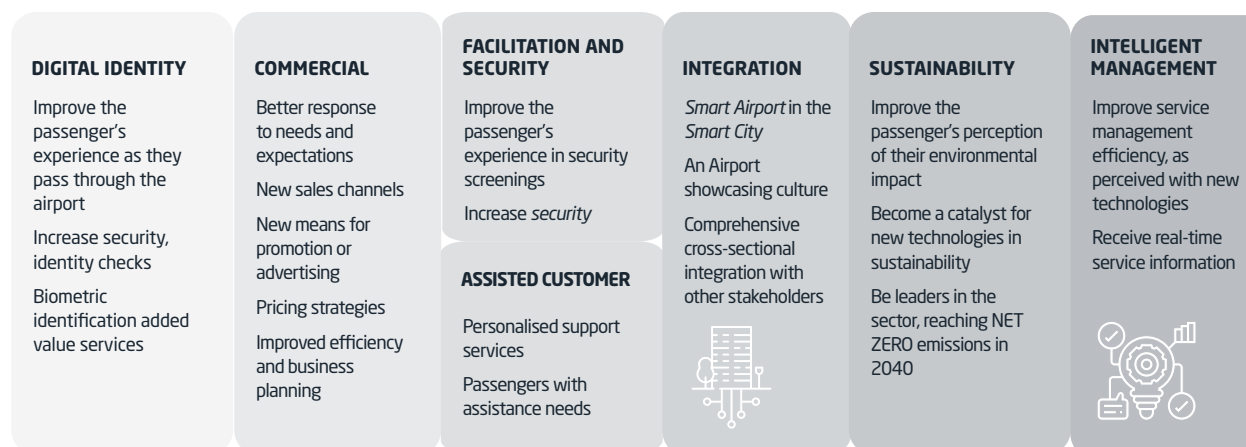 DIGITAL IDENTITY
Improve the
passenger's
experience as they
pass through the
airport
Increase security,
identity checks
Biometric
identification added
value services
COMMERCIAL
Better response
to needs and
expectations
New sales channels
New means for
promotion or
advertising
Pricing strategies
Improved efficiency
and business
planning
FACILITATION AND
SECURITY
Improve the
passenger's
experience in security
screenings
Increase security
ASSISTED CUSTOMER
Personalised support
services
Passengers with
assistance needs
INTEGRATION
Smart Airport in the
Smart City
An Airport
showcasing culture
Comprehensive
cross-sectional
integration with
other stakeholders
SUSTAINABILITY
Improve the
passenger's perception
of their environmental
impact
Become a catalyst for
new technologies in
sustainability
Be leaders in the
sector, reaching NET
ZERO emissions in
2040
INTELLIGENT
MANAGEMENT
Improve service
management
efficiency, as
perceived with new
technologies
Receive real-time
service information